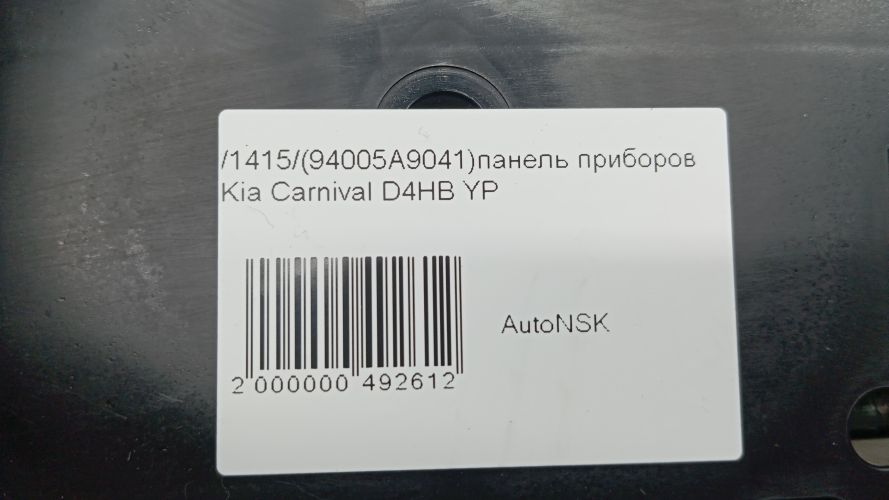 /1415/(94005A9041)панель приборов
Kia Carnival D4HB YP
AutoNSK
2 000000 492612